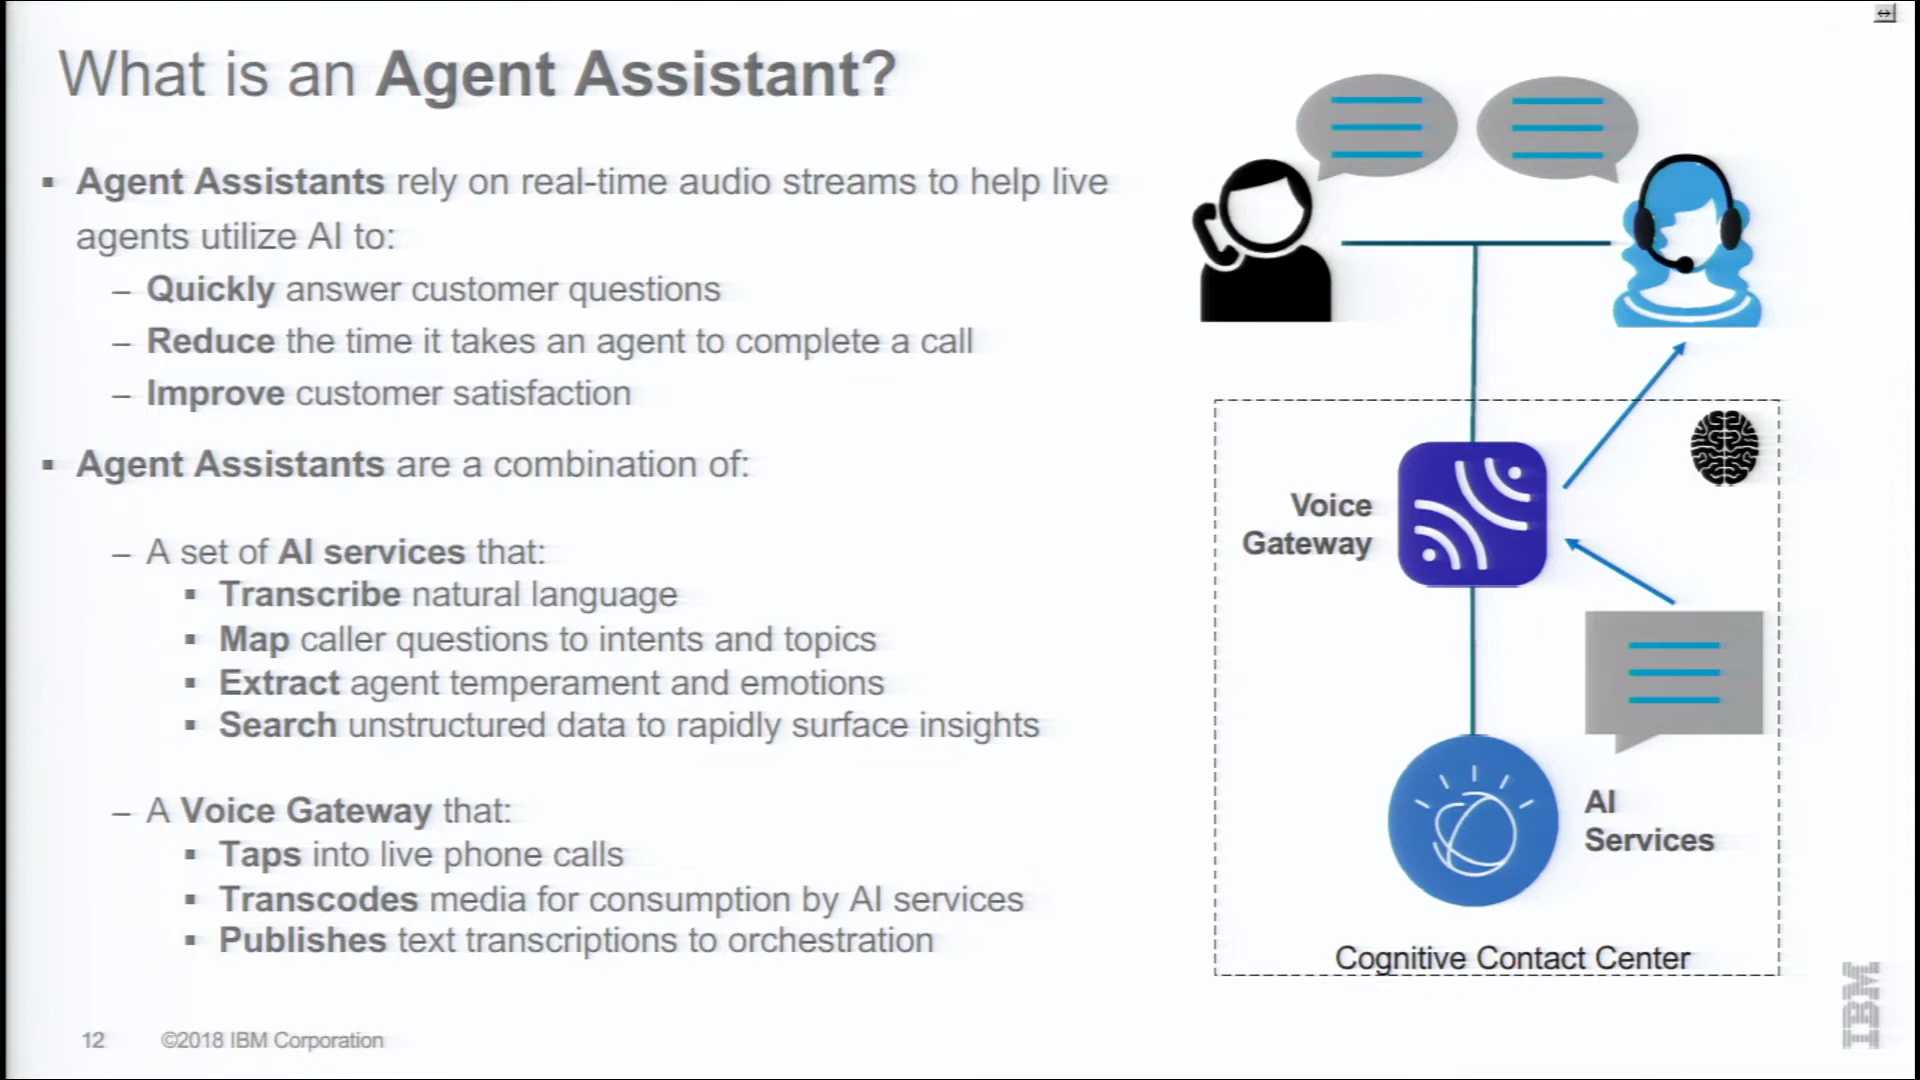 What is an Agent Assistant?
Agent Assistants rely on real-time audio streams to help live
agents utilize AI to:
– Quickly answer customer questions
– Reduce the time it takes an agent to complete a call
– Improve customer satisfaction
Agent Assistants are a combination of:
– A set of AI services that:
Transcribe natural language
Map caller questions to intents and topics
Extract agent temperament and emotions
Search unstructured data to rapidly surface insights
– A Voice Gateway that:
Taps into live phone calls
Transcodes media for consumption by AI services
Publishes text transcriptions to orchestration
Voice
Gateway
AI
Services
Cognitive Contact Center
12 ©2018 IBM Corporation
IBM